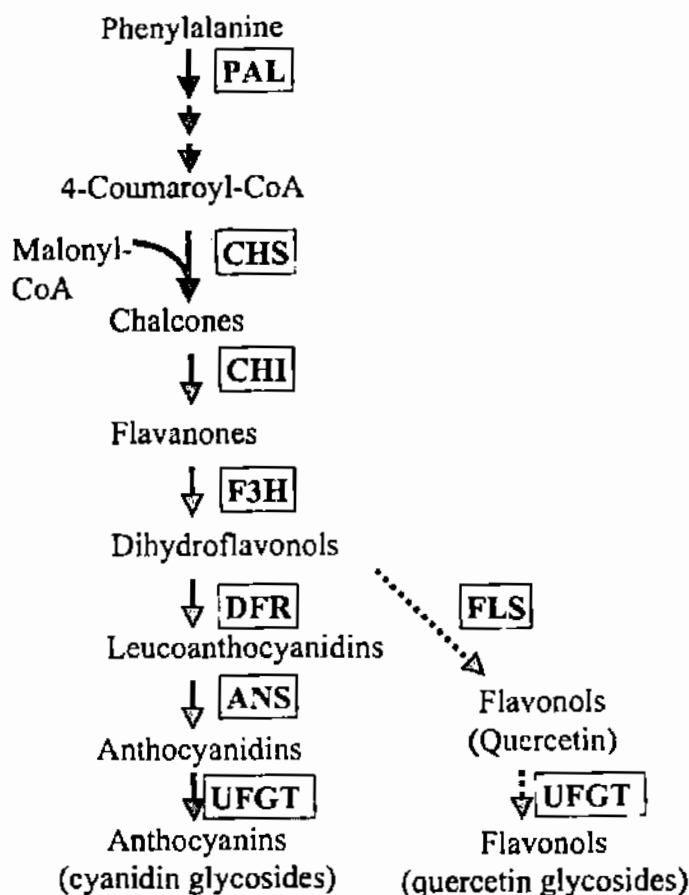 Phenylalanine
PAL
4-Coumaroyl-CoA
Malonyl-
CoA
CHS
Chalcones
CHI
Flavanones
F3H
Dihydroflavonols
DFR
FLS
Leucoanthocyanidins
ANS
Flavonols
(Quercetin)
Anthocyanidins
UFGT
UFGT
Anthocyanins
(cyanidin glycosides)
Flavonols
(quercetin glycosides)